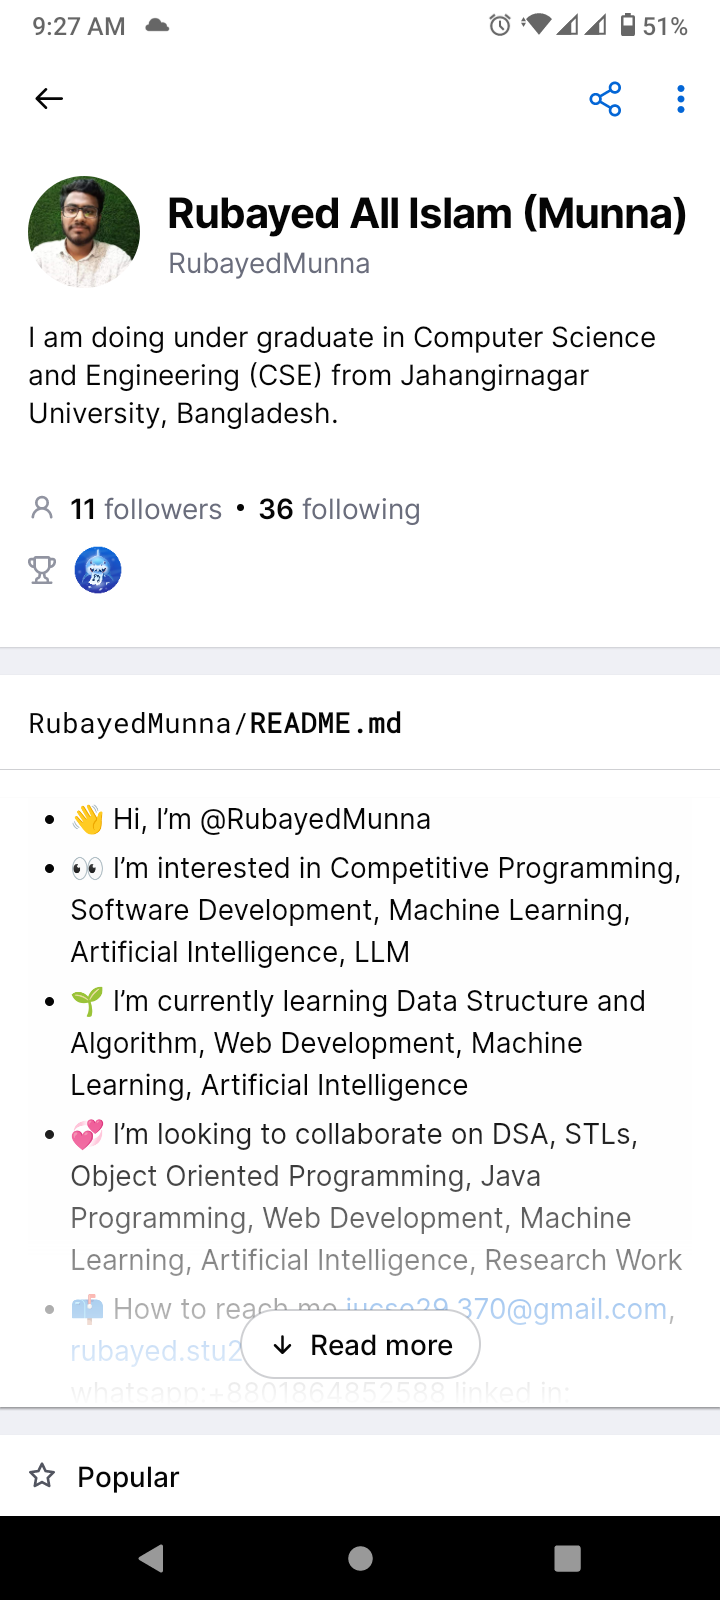 9:27 AM
51%
Rubayed All Islam (Munna)
RubayedMunna
I am doing under graduate in Computer Science
and Engineering (CSE) from Jahangirnagar
University, Bangladesh.
11 followers • 36 following
RubayedMunna/README.md
• 👋 Hi, I'm @RubayedMunna
• 👀 I'm interested in Competitive Programming,
Software Development, Machine Learning,
Artificial Intelligence, LLM
• 🌱 I'm currently learning Data Structure and
Algorithm, Web Development, Machine
Learning, Artificial Intelligence
• 💞 I'm looking to collaborate on DSA, STLs,
Object Oriented Programming, Java
Programming, Web Development, Machine
Learning, Artificial Intelligence, Research Work
• 📫 How to reach me jucse29.370@gmail.com,
rubayed.stu2
Read more
whatsapp:+8801864852588 linked in:
Popular